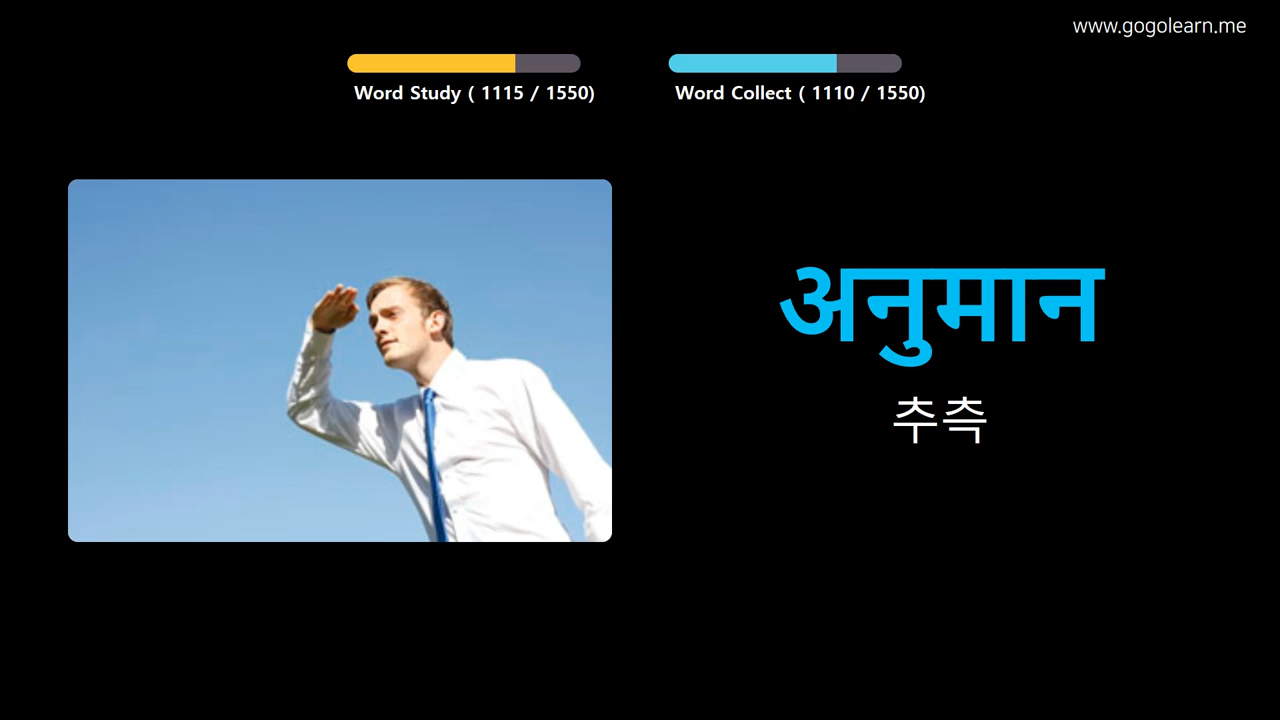 www.gogolearn.me
Word Study ( 1115 / 1550)
Word Collect ( 1110 / 1550)
अनुमान
추측